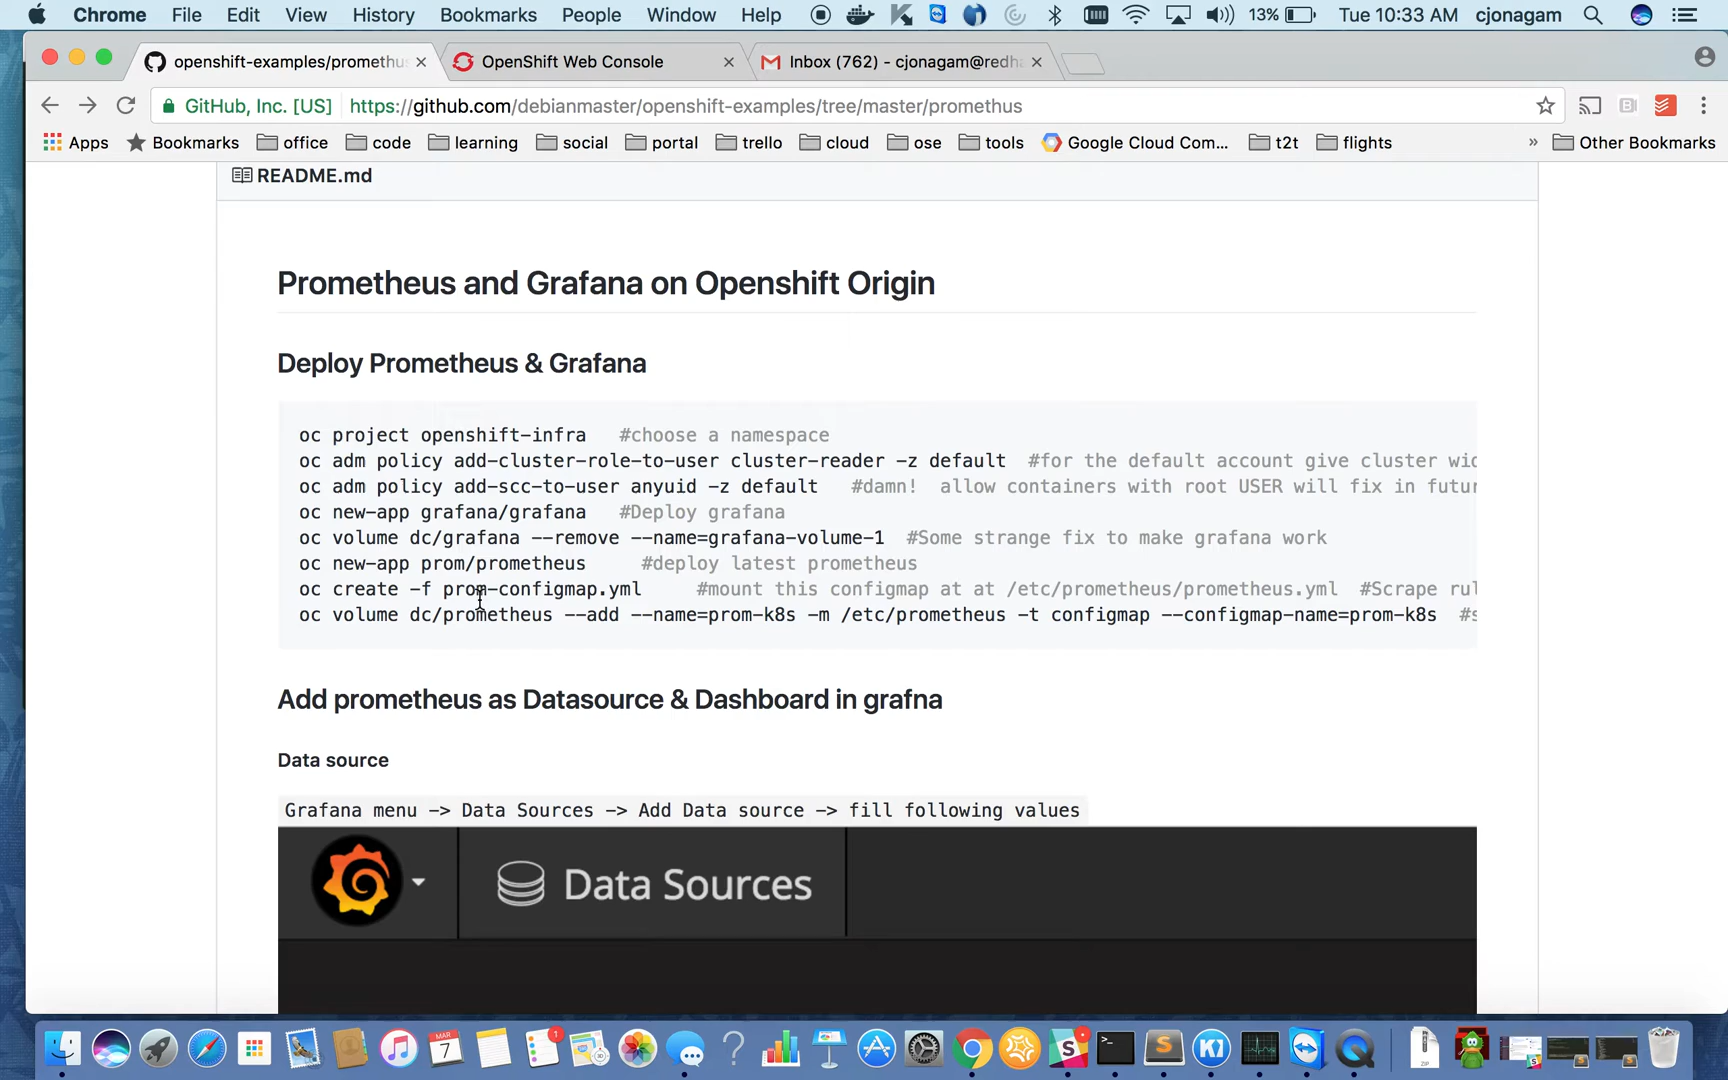 Chrome File Edit View History Bookmarks People Window Help 13% Tue 10:33 AM cjonagam
openshift-examples/promethus OpenShift Web Console Inbox (762) - cjonagam@redha
GitHub, Inc. [US] https://github.com/debianmaster/openshift-examples/tree/master/promethus
Apps Bookmarks office code learning social portal trello cloud ose tools Google Cloud Com... t2t flights » Other Bookmarks
README.md
Prometheus and Grafana on Openshift Origin
Deploy Prometheus & Grafana
oc project openshift-infra #choose a namespace
oc adm policy add-cluster-role-to-user cluster-reader -z default #for the default account give cluster wid
oc adm policy add-scc-to-user anyuid -z default #damn! allow containers with root USER will fix in futur
oc new-app grafana/grafana #Deploy grafana
oc volume dc/grafana --remove --name=grafana-volume-1 #Some strange fix to make grafana work
oc new-app prom/prometheus #deploy latest prometheus
oc create -f prom-configmap.yml #mount this configmap at at /etc/prometheus/prometheus.yml #Scrape rul
oc volume dc/prometheus --add --name=prom-k8s -m /etc/prometheus -t configmap --configmap-name=prom-k8s #s
Add prometheus as Datasource & Dashboard in grafna
Data source
Grafana menu -> Data Sources -> Add Data source -> fill following values
Data Sources
MAR
7
1